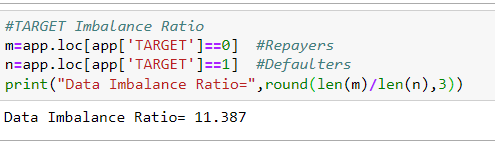 #TARGET Imbalance Ratio
m=app.loc[app['TARGET']==0]  #Repayers
n=app.loc[app['TARGET']==1]  #Defaulters
print("Data Imbalance Ratio=",round(len(m)/len(n),3))
Data Imbalance Ratio= 11.387